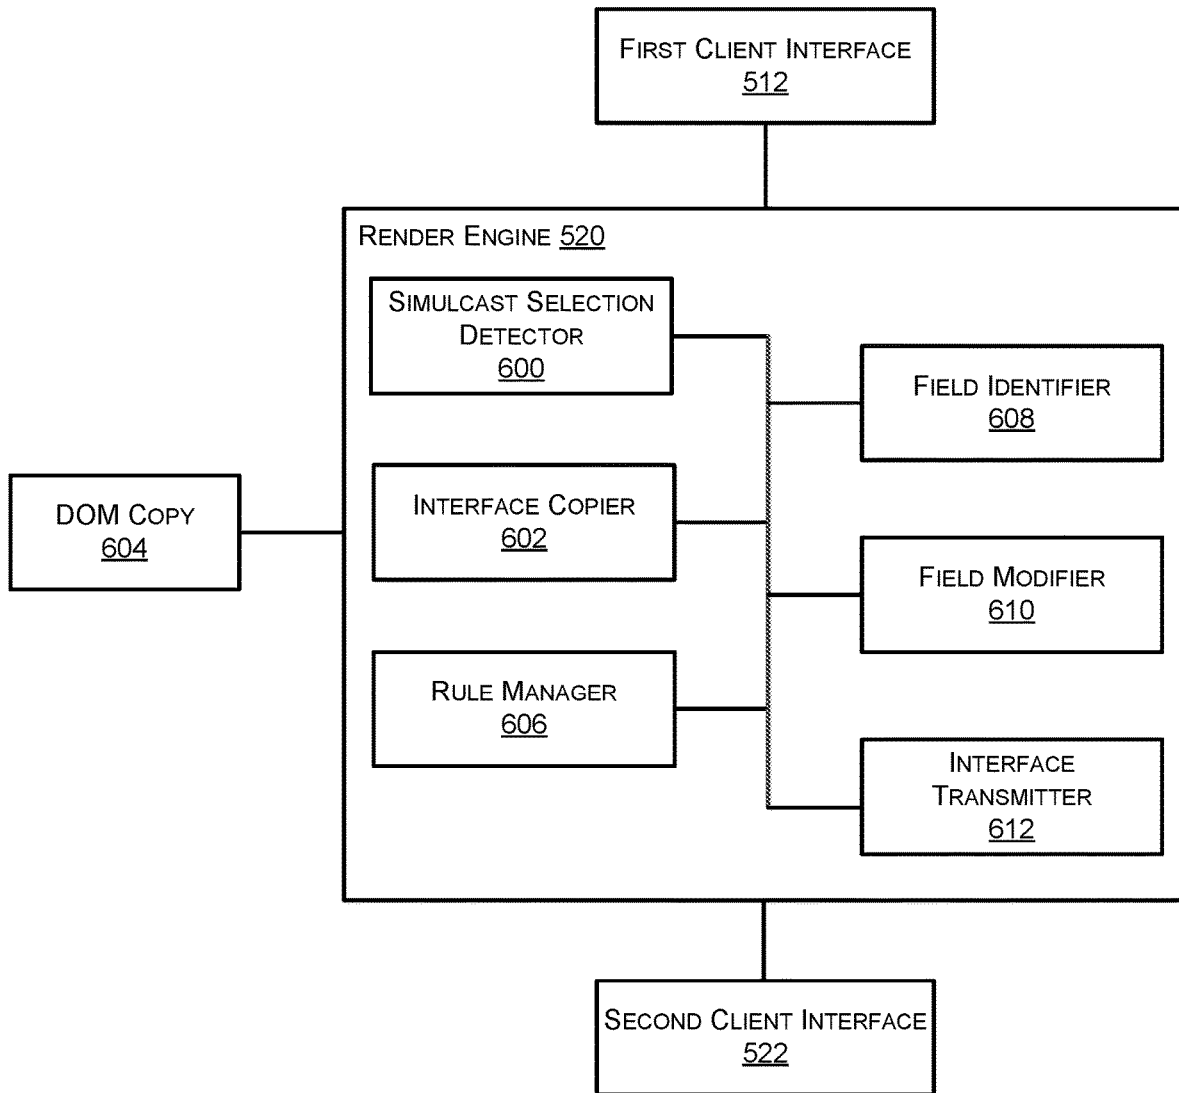 FIRST CLIENT INTERFACE
512
RENDER ENGINE 520
SIMULCAST SELECTION
DETECTOR
600
FIELD IDENTIFIER
608
INTERFACE COPIER
602
DOM COPY
604
FIELD MODIFIER
610
RULE MANAGER
606
INTERFACE
TRANSMITTER
612
SECOND CLIENT INTERFACE
522